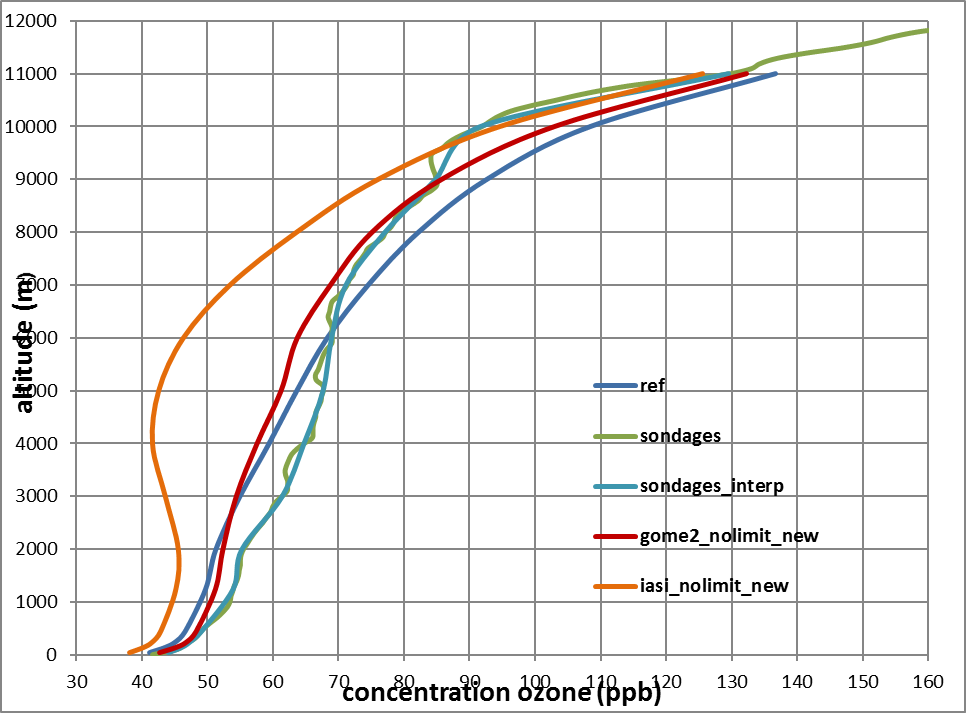 12000
11000
10000
9000
8000
7000
6000
5000
4000
3000
2000
1000
0
altitude (m)
ref
sondages
sondages_interp
gome2_nolimit_new
iasi_nolimit_new
30 40 50 60 70 80 90 100 110 120 130 140 150 160
concentration ozone (ppb)